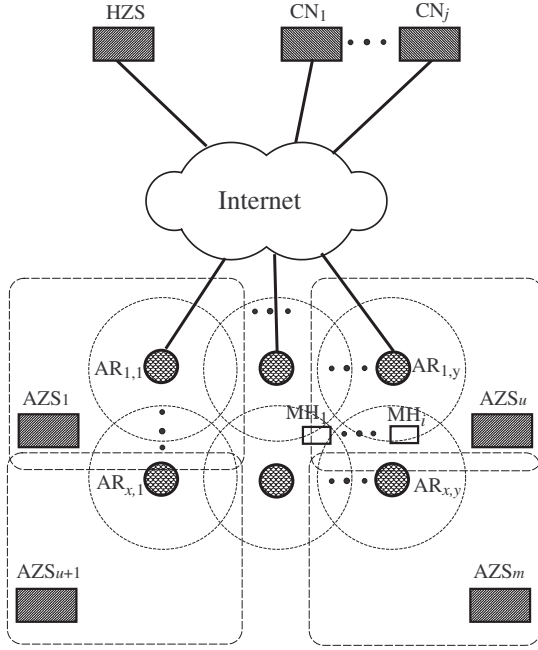 HZS
CN₁ ••• CNⱼ
Internet
•••
AR₁,₁ ••• AR₁,y
AZS₁ MH₁ ••• MHᵢ AZSu
ARx,₁ ••• ARx,y
AZSu+1 AZSm